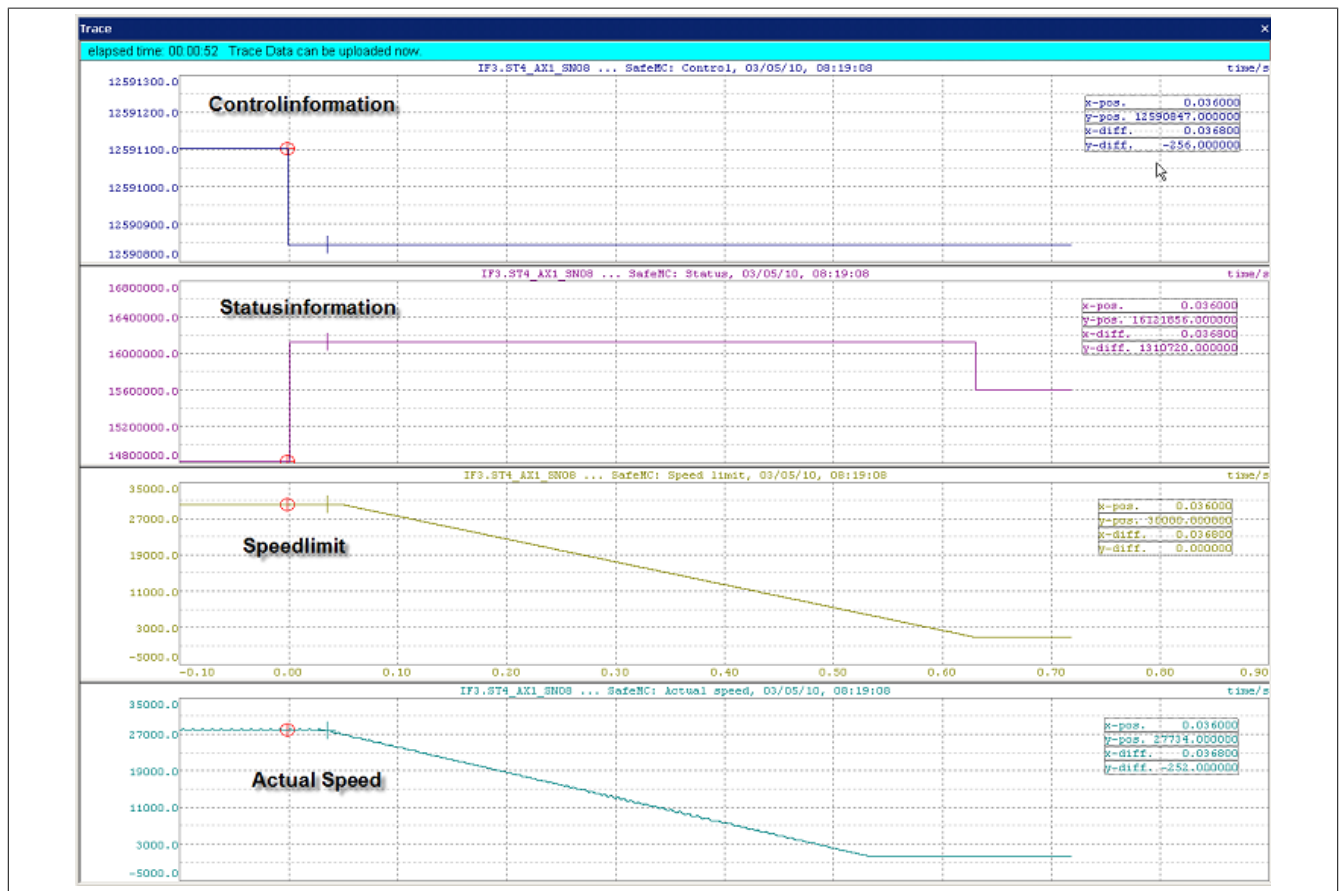 Trace ×
elapsed time: 00:00:52 Trace Data can be uploaded now.
IF3.ST4_AX1_SN08 ... SafeMC: Control, 03/05/10, 08:19:08 time/s
12591300.0
12591200.0
12591100.0
12591000.0
12590900.0
12590800.0
Controlinformation
x-pos. 0.036000
y-pos. 12590847.000000
x-diff. 0.036800
y-diff. -256.000000
IF3.ST4_AX1_SN08 ... SafeMC: Status, 03/05/10, 08:19:08 time/s
16800000.0
16400000.0
16000000.0
15600000.0
15200000.0
14800000.0
Statusinformation
x-pos. 0.036000
y-pos. 16121856.000000
x-diff. 0.036800
y-diff. 1310720.000000
IF3.ST4_AX1_SN08 ... SafeMC: Speed limit, 03/05/10, 08:19:08 time/s
35000.0
27000.0
19000.0
11000.0
3000.0
-5000.0
Speedlimit
x-pos. 0.036000
y-pos. 30000.000000
x-diff. 0.036800
y-diff. 0.000000
-0.10 0.00 0.10 0.20 0.30 0.40 0.50 0.60 0.70 0.80 0.90
IF3.ST4_AX1_SN08 ... SafeMC: Actual speed, 03/05/10, 08:19:08 time/s
35000.0
27000.0
19000.0
11000.0
3000.0
-5000.0
Actual Speed
x-pos. 0.036000
y-pos. 27734.000000
x-diff. 0.036800
y-diff. -252.000000